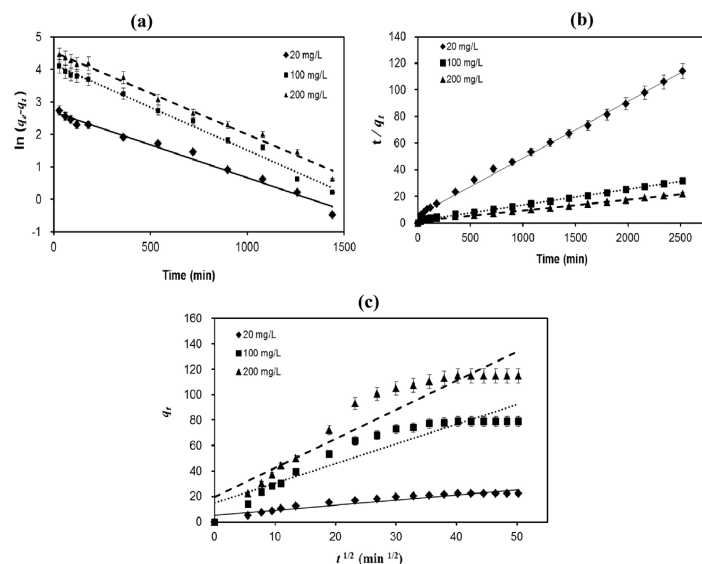 (a)
ln (qe-qt)
5
4
3
2
1
0
-1
20 mg/L
100 mg/L
200 mg/L
0 500 1000 1500
Time (min)
(b)
t / qt
140
120
100
80
60
40
20
0
20 mg/L
100 mg/L
200 mg/L
0 500 1000 1500 2000 2500
Time (min)
(c)
qt
160
140
120
100
80
60
40
20
0
20 mg/L
100 mg/L
200 mg/L
0 10 20 30 40 50
t 1/2 (min 1/2)